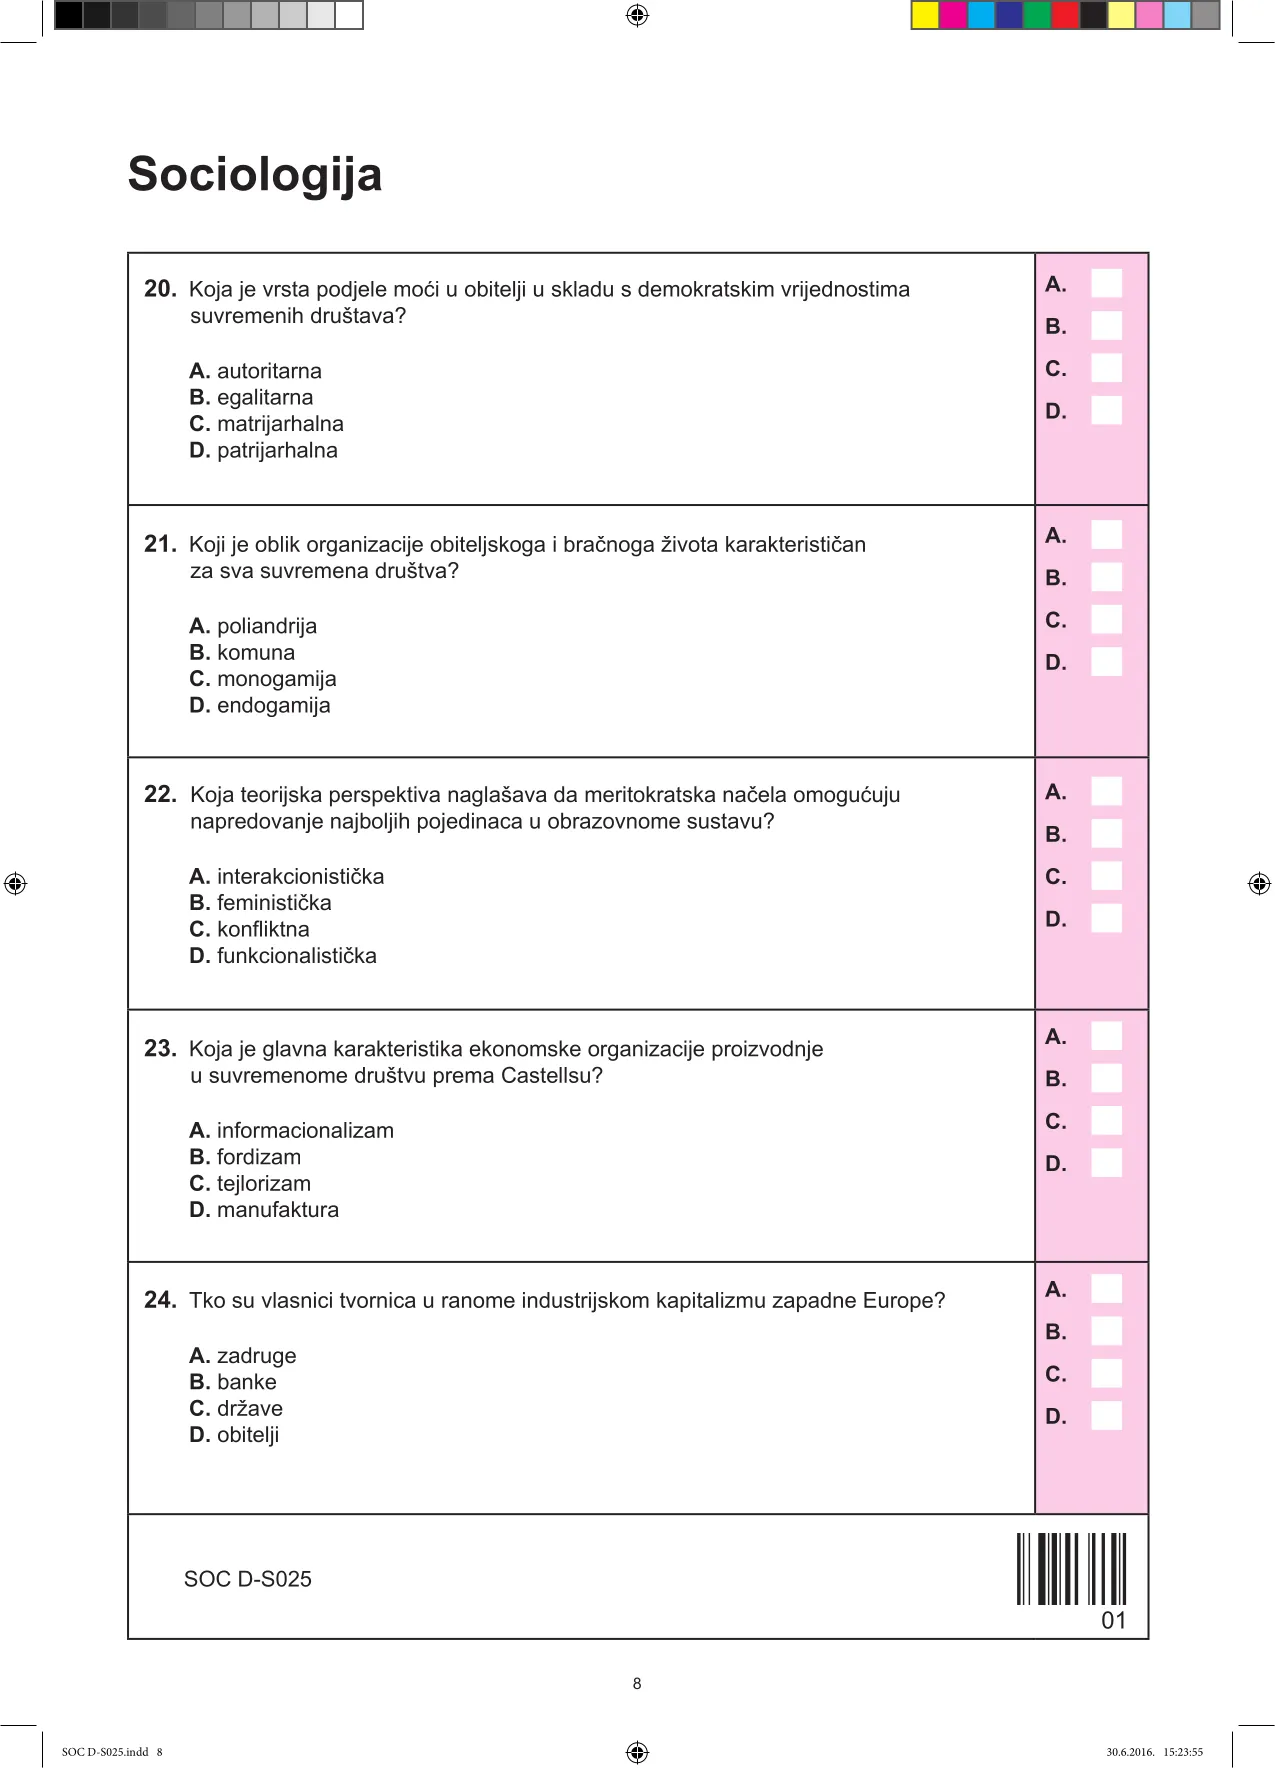 Sociologija
20. Koja je vrsta podjele moći u obitelji u skladu s demokratskim vrijednostima
suvremenih društava?
A. autoritarna
B. egalitarna
C. matrijarhalna
D. patrijarhalna
A.
B.
C.
D.
21. Koji je oblik organizacije obiteljskoga i bračnoga života karakterističan
za sva suvremena društva?
A. poliandrija
B. komuna
C. monogamija
D. endogamija
A.
B.
C.
D.
22. Koja teorijska perspektiva naglašava da meritokratska načela omogućuju
napredovanje najboljih pojedinaca u obrazovnome sustavu?
A. interakcionistička
B. feministička
C. konfliktna
D. funkcionalistička
A.
B.
C.
D.
23. Koja je glavna karakteristika ekonomske organizacije proizvodnje
u suvremenome društvu prema Castellsu?
A. informacionalizam
B. fordizam
C. tejlorizam
D. manufaktura
A.
B.
C.
D.
24. Tko su vlasnici tvornica u ranome industrijskom kapitalizmu zapadne Europe?
A. zadruge
B. banke
C. države
D. obitelji
A.
B.
C.
D.
SOC D-S025
01
8
SOC D-S025.indd 8
30.6.2016. 15:23:55